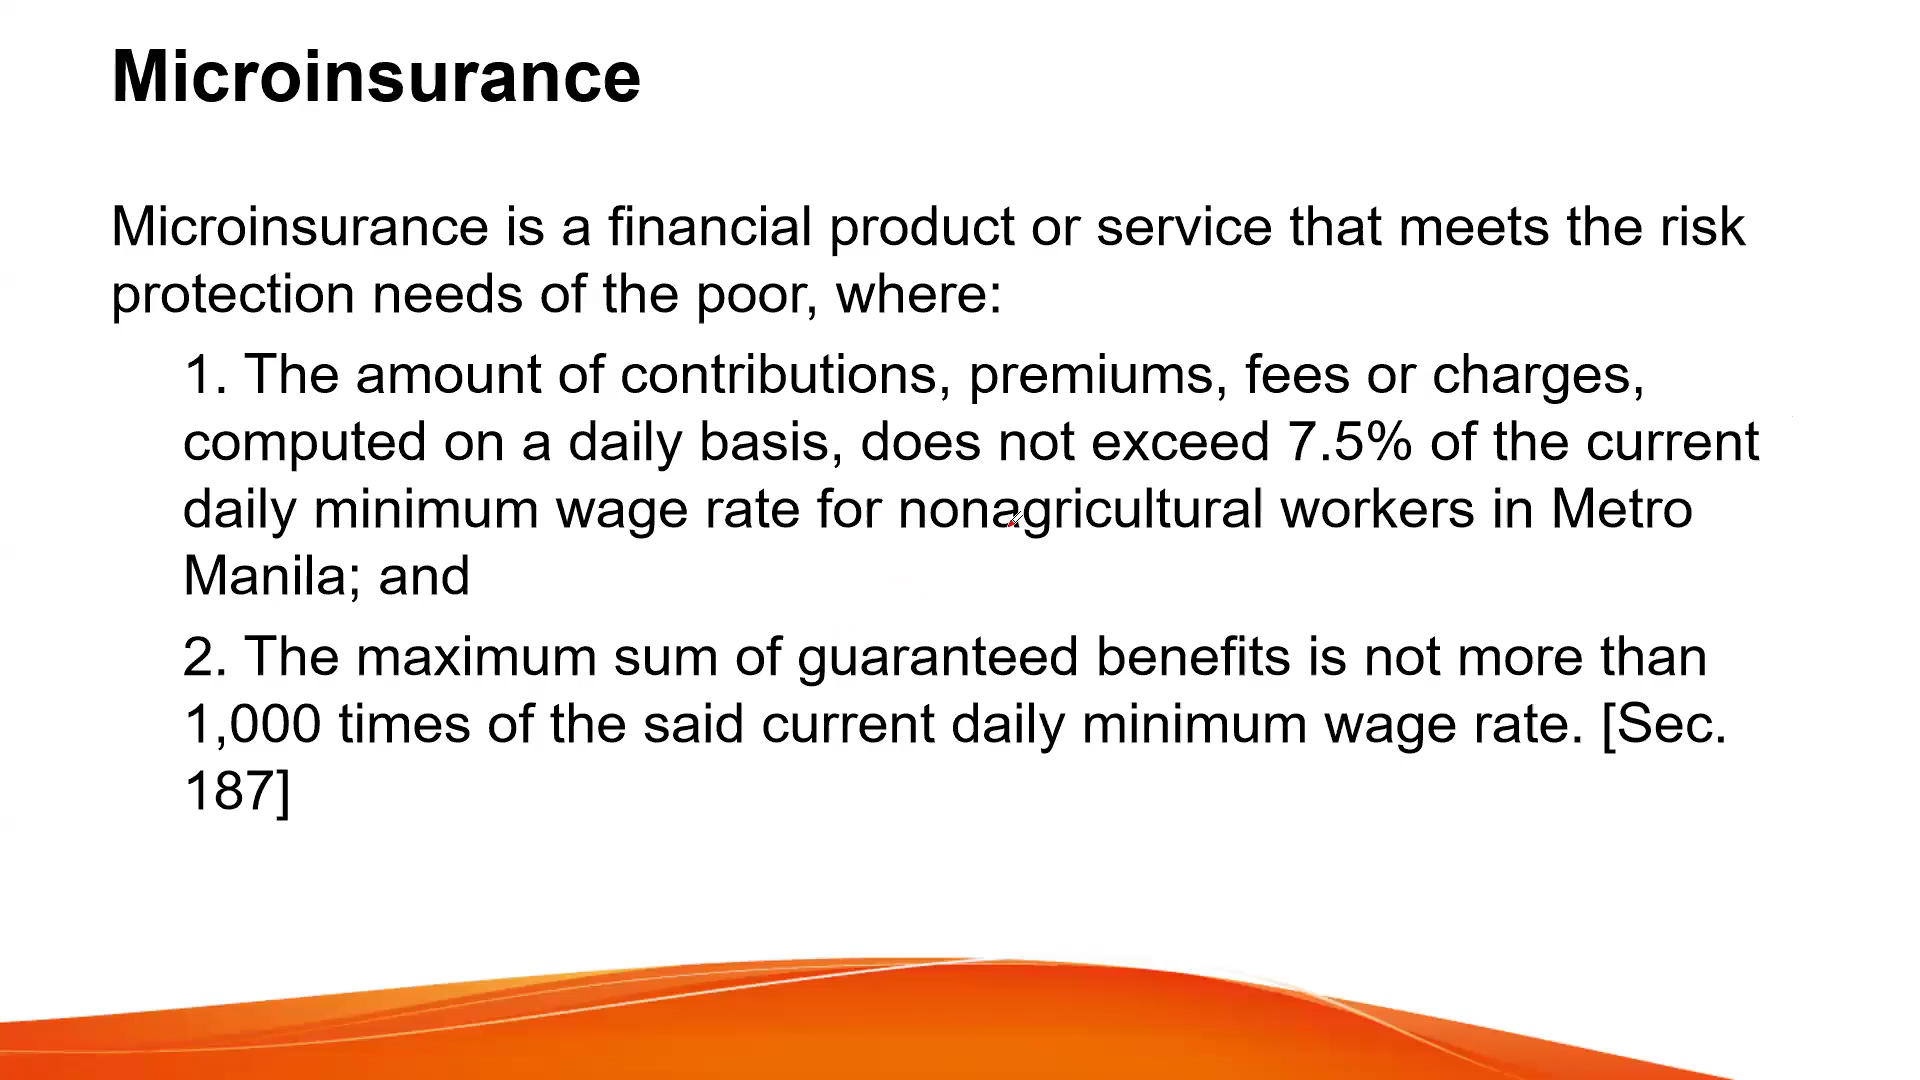 Microinsurance
Microinsurance is a financial product or service that meets the risk
protection needs of the poor, where:
1. The amount of contributions, premiums, fees or charges,
computed on a daily basis, does not exceed 7.5% of the current
daily minimum wage rate for nonagricultural workers in Metro
Manila; and
2. The maximum sum of guaranteed benefits is not more than
1,000 times of the said current daily minimum wage rate. [Sec.
187]